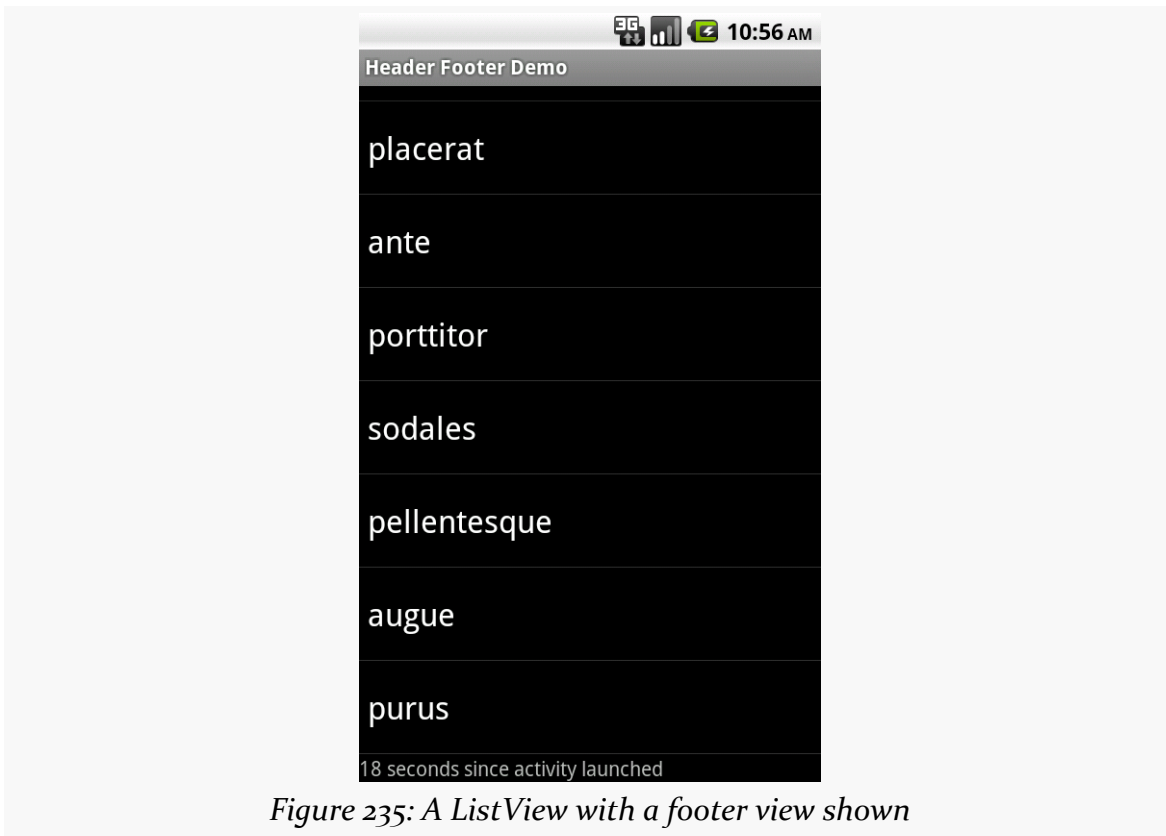 3G 10:56 AM
Header Footer Demo
placerat
ante
porttitor
sodales
pellentesque
augue
purus
18 seconds since activity launched
Figure 235: A ListView with a footer view shown